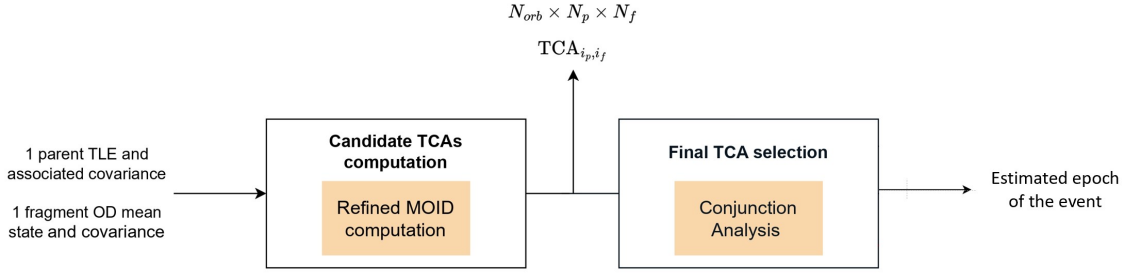 N_{orb} × N_p × N_f
TCA_{i_p,i_f}
1 parent TLE and
associated covariance
1 fragment OD mean
state and covariance
Candidate TCAs
computation
Refined MOID
computation
Final TCA selection
Conjunction
Analysis
Estimated epoch
of the event